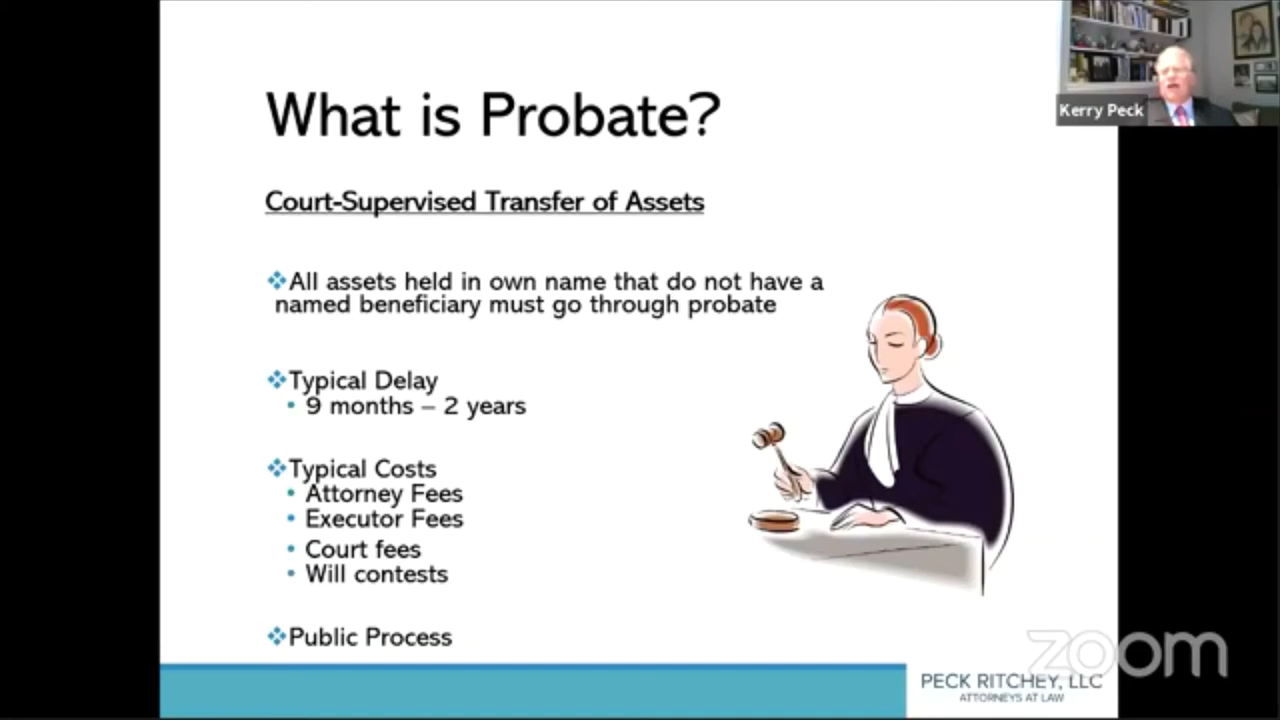 What is Probate?
Kerry Peck
Court-Supervised Transfer of Assets
❖All assets held in own name that do not have a
named beneficiary must go through probate
❖Typical Delay
• 9 months – 2 years
❖Typical Costs
• Attorney Fees
• Executor Fees
• Court fees
• Will contests
❖Public Process
zoom
PECK RITCHEY, LLC
ATTORNEYS AT LAW